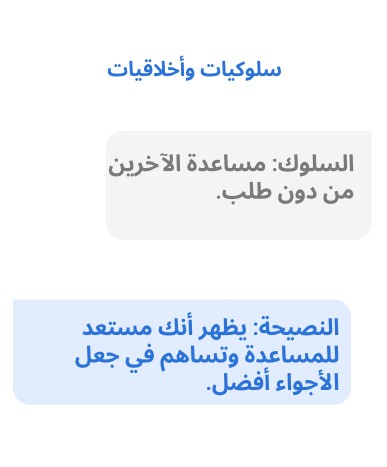 سلوكيات وأخلاقيات
السلوك: مساعدة الآخرين
من دون طلب.
النصيحة: يظهر أنك مستعد
للمساعدة وتساهم في جعل
الأجواء أفضل.